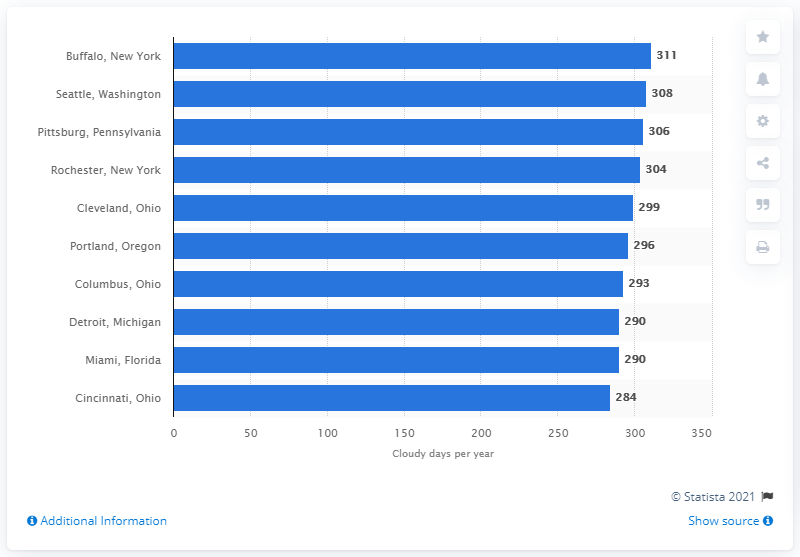 Buffalo, New York 311
Seattle, Washington 308
Pittsburg, Pennsylvania 306
Rochester, New York 304
Cleveland, Ohio 299
Portland, Oregon 296
Columbus, Ohio 293
Detroit, Michigan 290
Miami, Florida 290
Cincinnati, Ohio 284
0 50 100 150 200 250 300 350
Cloudy days per year
© Statista 2021
Additional Information Show source